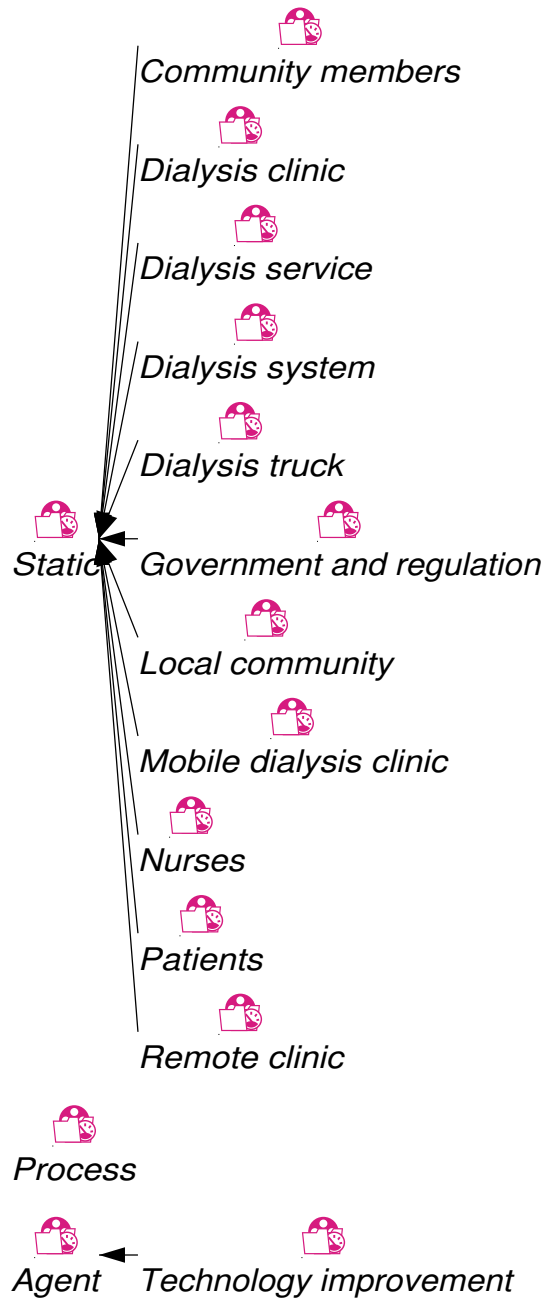 Community members
Dialysis clinic
Dialysis service
Dialysis system
Dialysis truck
Static
Government and regulation
Local community
Mobile dialysis clinic
Nurses
Patients
Remote clinic
Process
Agent
Technology improvement